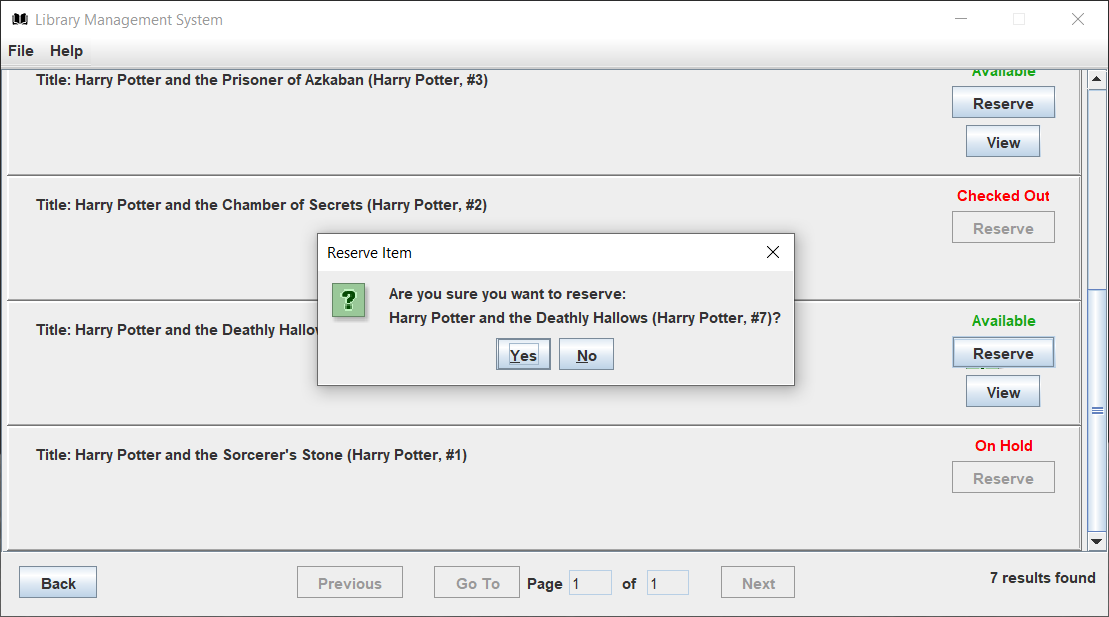 Library Management System
File Help
Available
Title: Harry Potter and the Prisoner of Azkaban (Harry Potter, #3)
Reserve
View
Title: Harry Potter and the Chamber of Secrets (Harry Potter, #2)
Checked Out
Reserve
Reserve Item
?
Are you sure you want to reserve:
Harry Potter and the Deathly Hallows (Harry Potter, #7)?
Yes No
Title: Harry Potter and the Deathly
Available
Reserve
View
Title: Harry Potter and the Sorcerer's Stone (Harry Potter, #1)
On Hold
Reserve
Back Previous Go To Page 1 of 1 Next 7 results found